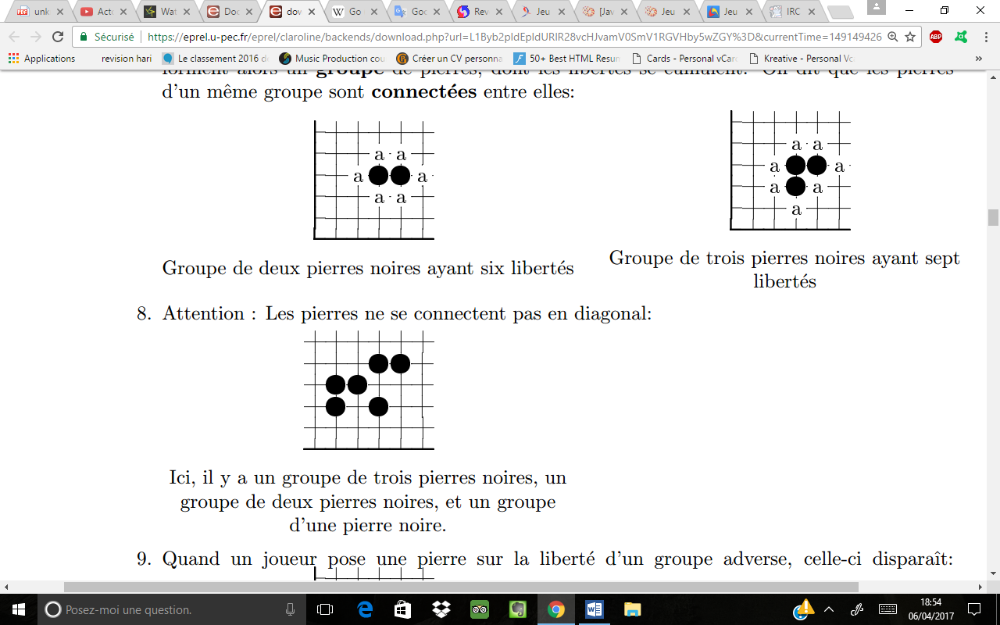 unk
Acto
Wat
Doc
dov
Go
Goo
Rev
Jeu
[Jav
Jeu
Jeu
IRC
Sécurisé
https://eprel.u-pec.fr/eprel/claroline/backends/download.php?url=L1Byb2pldEpldURIR28vcHJvamV0SmV1RGVHby5wZGY%3D&currentTime=149149426
ABP
Applications
revision hari
Le classement 2016 de
Music Production cou
Créer un CV personna
50+ Best HTML Resun
Cards - Personal vCar
Kreative - Personal Vc
»
forment alors un groupe de pierres, dont les libertés se cumulent. On dit que les pierres
d'un même groupe sont connectées entre elles:
a a
a a
a a
a a
a a
a a
a
Groupe de deux pierres noires ayant six libertés
Groupe de trois pierres noires ayant sept
libertés
8. Attention : Les pierres ne se connectent pas en diagonal:
Ici, il y a un groupe de trois pierres noires, un
groupe de deux pierres noires, et un groupe
d'une pierre noire.
9. Quand un joueur pose une pierre sur la liberté d'un groupe adverse, celle-ci disparaît:
Posez-moi une question.
18:54
06/04/2017